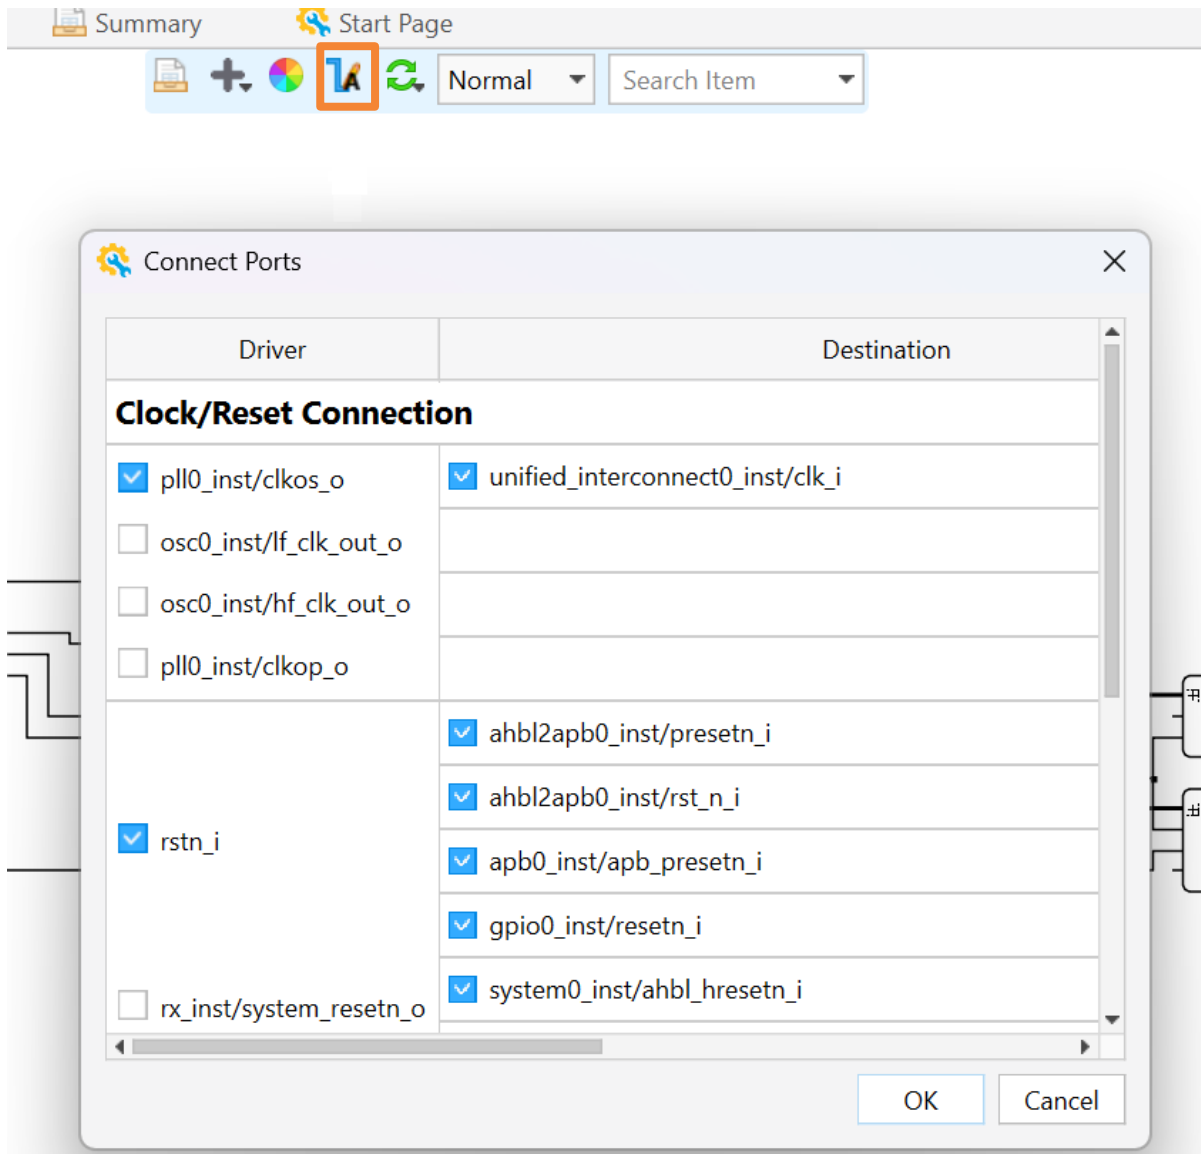 Summary Start Page
Normal Search Item
Connect Ports
Driver Destination
Clock/Reset Connection
pll0_inst/clkos_o unified_interconnect0_inst/clk_i
osc0_inst/lf_clk_out_o
osc0_inst/hf_clk_out_o
pll0_inst/clkop_o
ahbl2apb0_inst/presetn_i
ahbl2apb0_inst/rst_n_i
rstn_i
apb0_inst/apb_presetn_i
gpio0_inst/resetn_i
system0_inst/ahbl_hresetn_i
rx_inst/system_resetn_o
OK Cancel